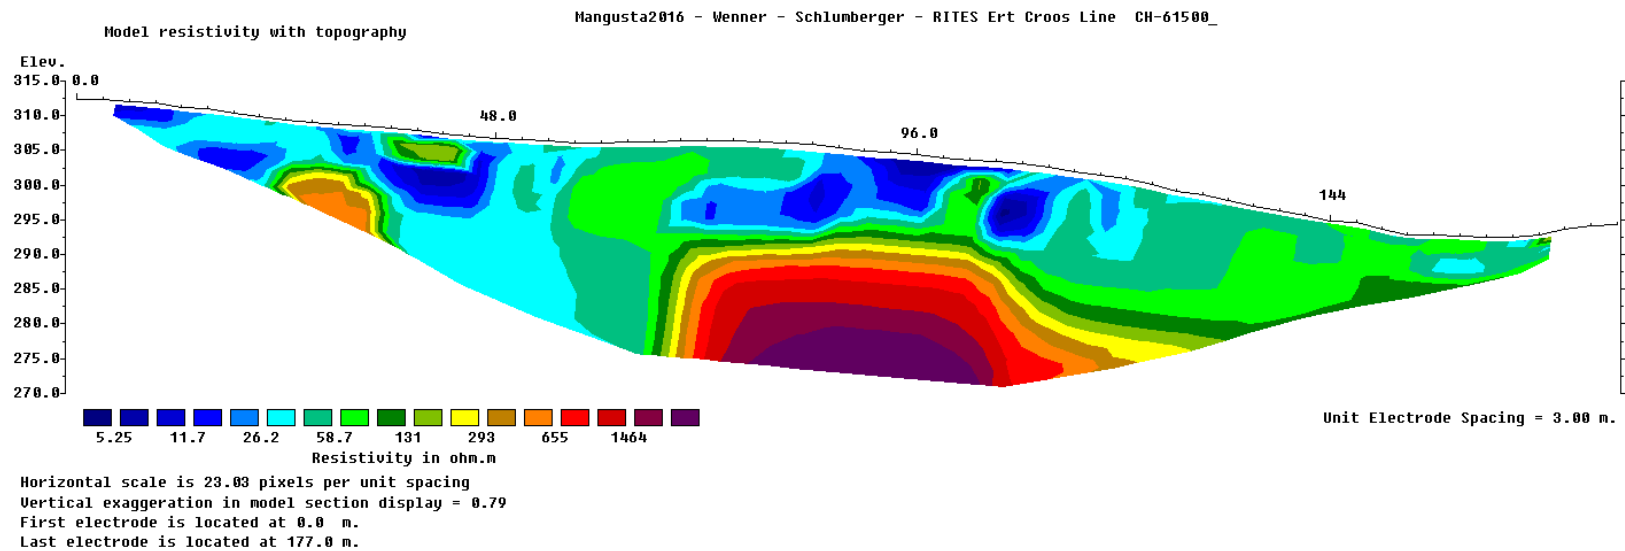 Mangusta2016 - Wenner - Schlumberger - RITES Ert Croos Line CH-61500_
Model resistivity with topography
Elev.
315.0 0.0
310.0
48.0
305.0
96.0
300.0
144
295.0
290.0
285.0
280.0
275.0
270.0
Unit Electrode Spacing = 3.00 m.
5.25 11.7 26.2 58.7 131 293 655 1464
Resistivity in ohm.m
Horizontal scale is 23.03 pixels per unit spacing
Vertical exaggeration in model section display = 0.79
First electrode is located at 0.0 m.
Last electrode is located at 177.0 m.